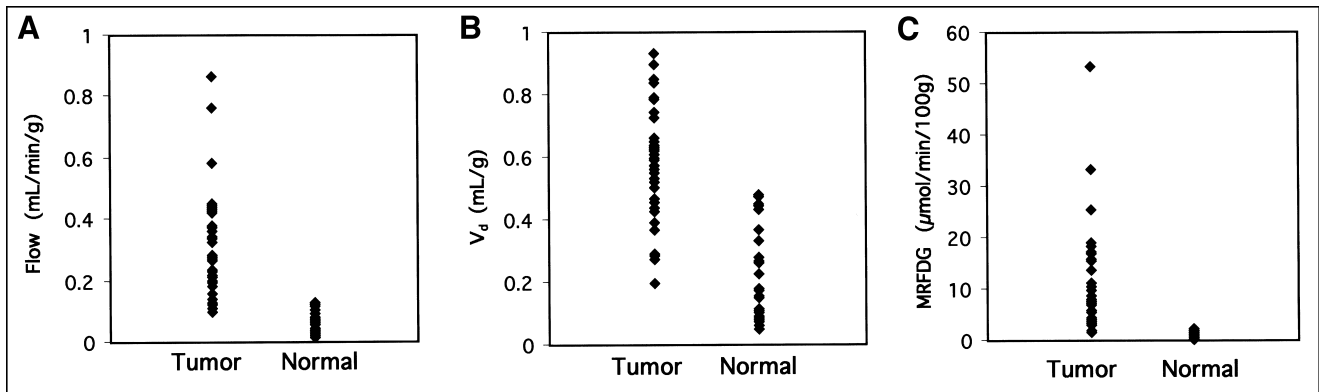 A
Flow (mL/min/g)
1
0.8
0.6
0.4
0.2
0
Tumor Normal
B
V_d (mL/g)
1
0.8
0.6
0.4
0.2
0
Tumor Normal
C
MRFDG (µmol/min/100g)
60
50
40
30
20
10
0
Tumor Normal